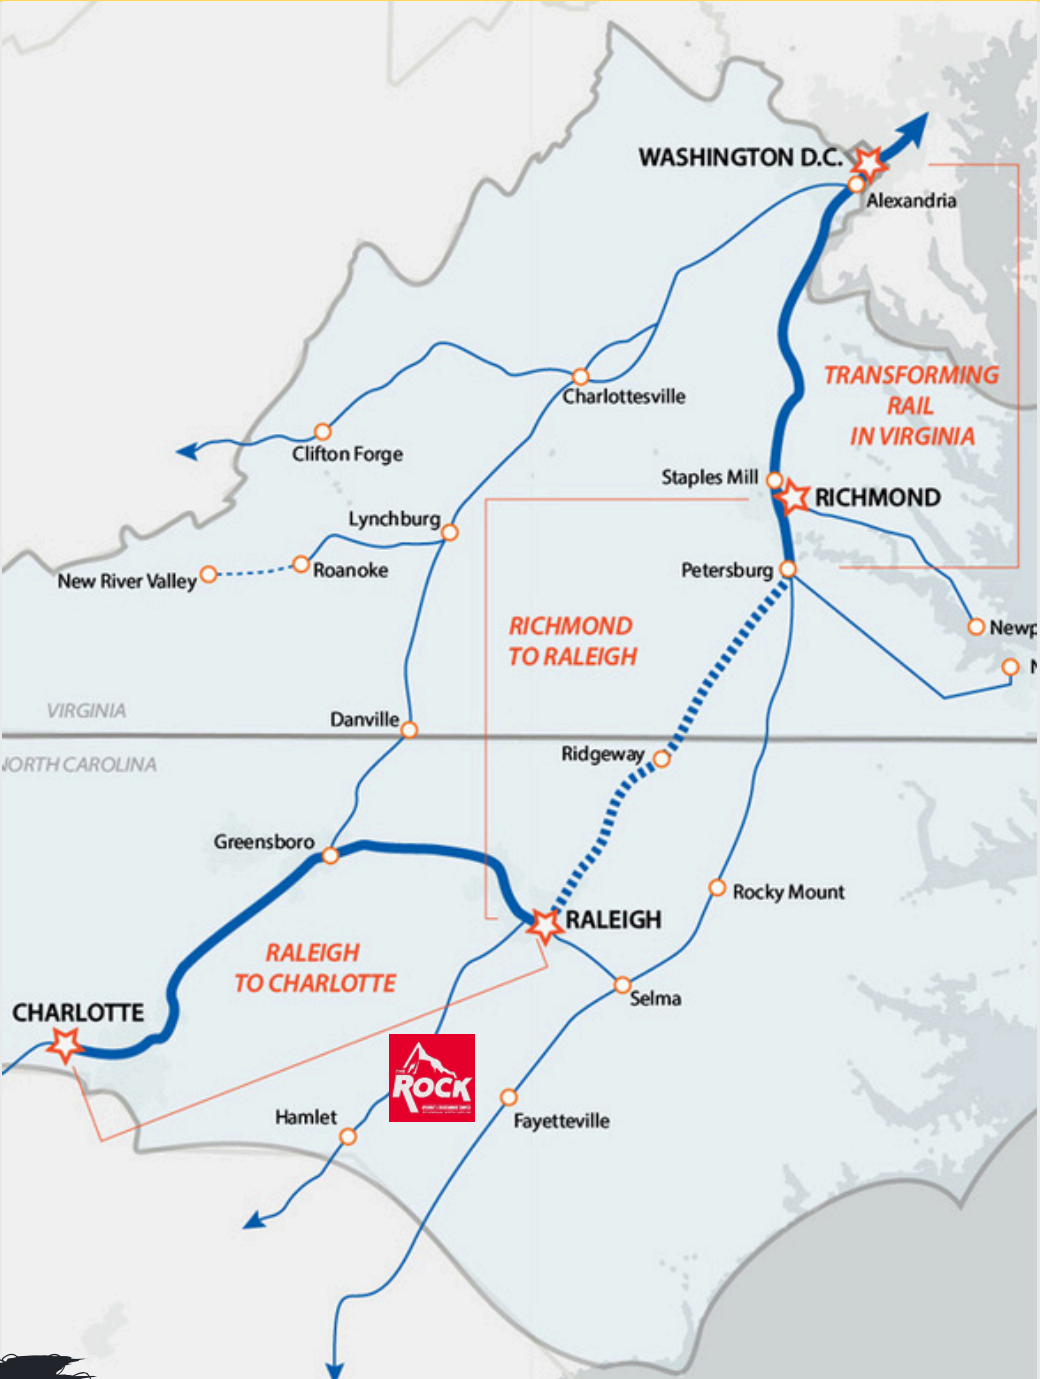 WASHINGTON D.C.
Alexandria
TRANSFORMING
RAIL
IN VIRGINIA
Charlottesville
Clifton Forge
Staples Mill
RICHMOND
Lynchburg
New River Valley
Roanoke
Petersburg
Newp
N
RICHMOND
TO RALEIGH
VIRGINIA
Danville
NORTH CAROLINA
Ridgeway
Greensboro
Rocky Mount
RALEIGH
RALEIGH
TO CHARLOTTE
Selma
CHARLOTTE
THE
ROCK
Hamlet
Fayetteville